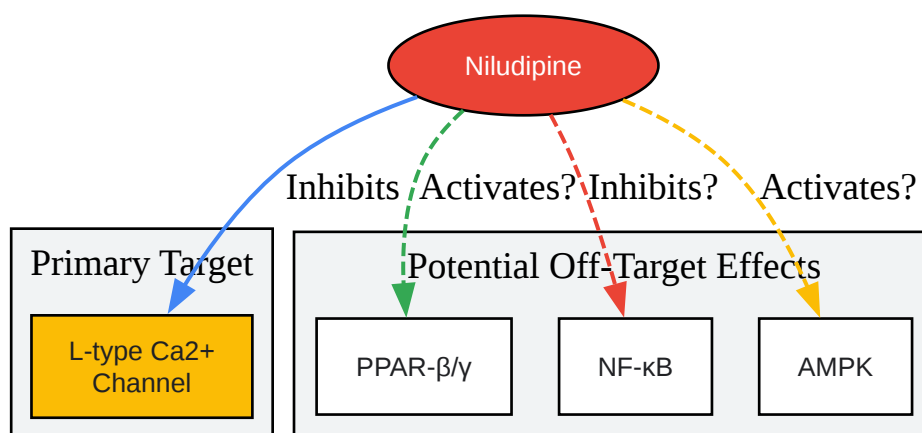 Niludipine
Inhibits
Activates?
Inhibits?
Activates?
Primary Target
Potential Off-Target Effects
L-type Ca2+
Channel
PPAR-β/γ
NF-κB
AMPK